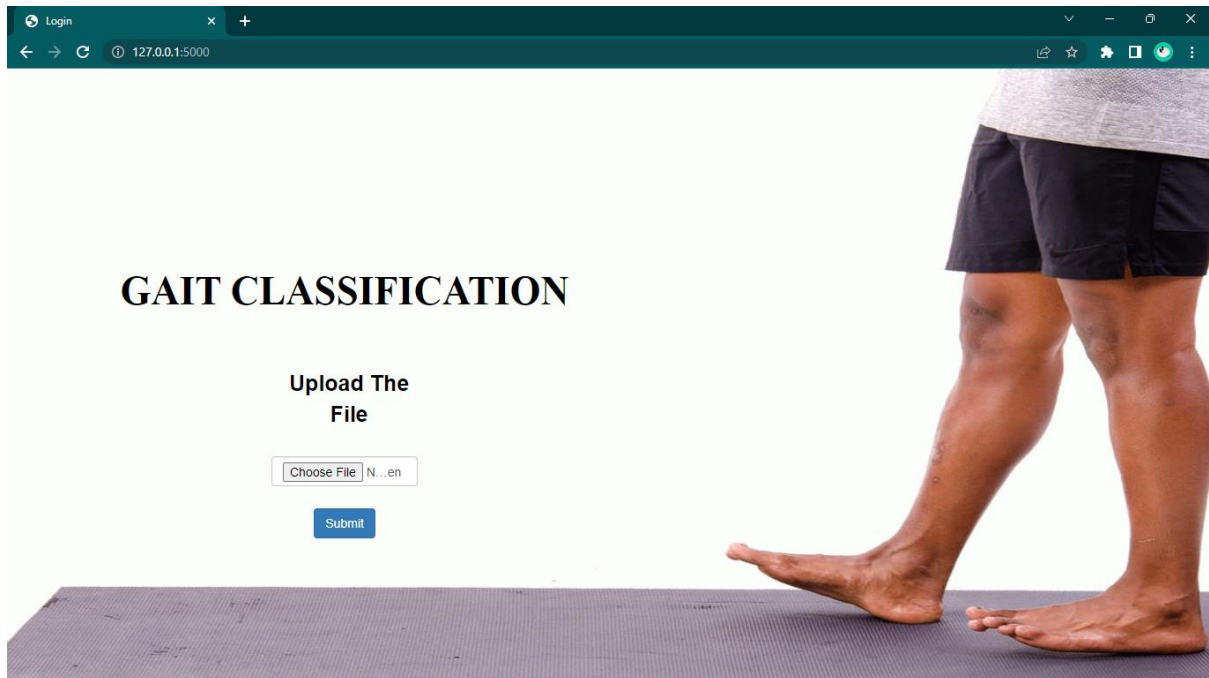 Login
127.0.0.1:5000
GAIT CLASSIFICATION
Upload The
File
Choose File N...en
Submit